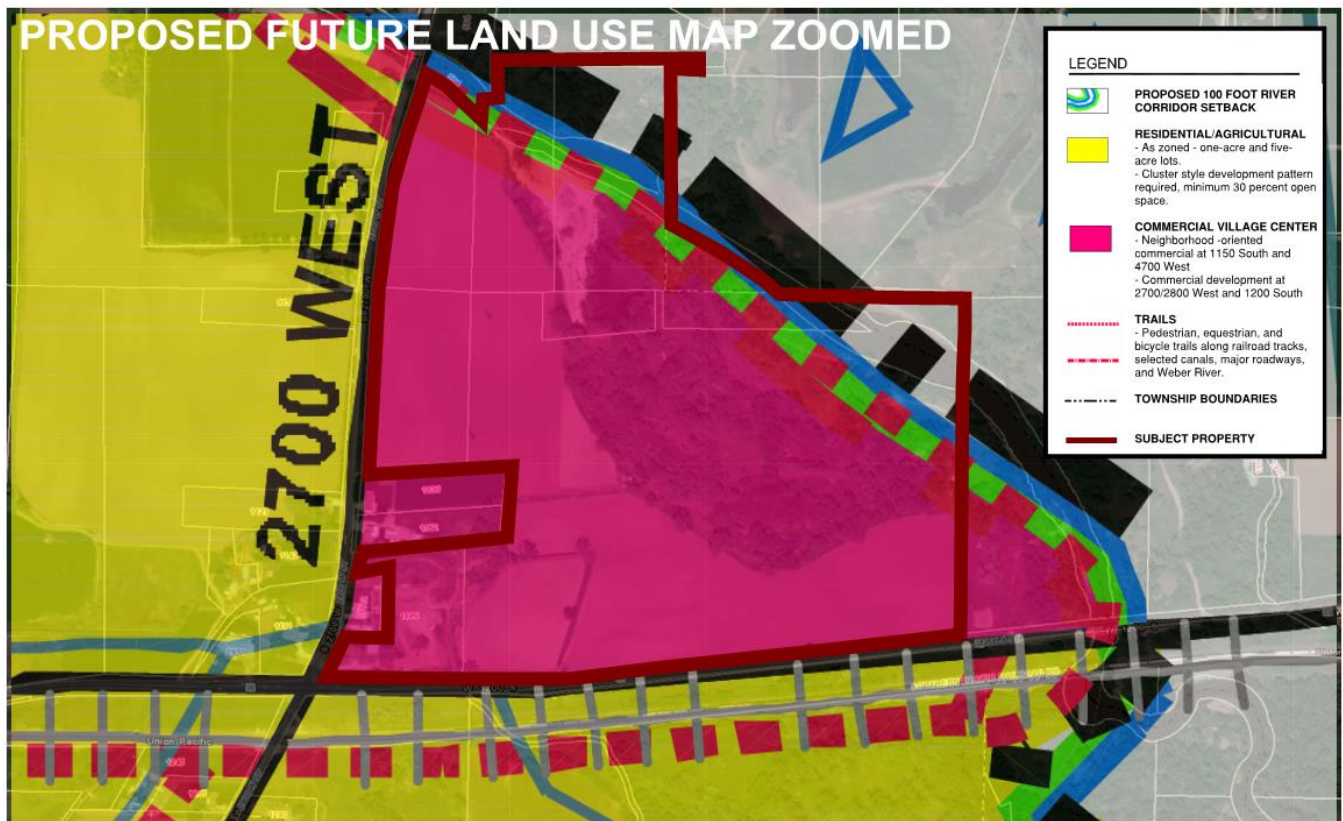 PROPOSED FUTURE LAND USE MAP ZOOMED
2700 WEST
LEGEND
PROPOSED 100 FOOT RIVER
CORRIDOR SETBACK
RESIDENTIAL/AGRICULTURAL
- As zoned - one-acre and five-
acre lots.
- Cluster style development pattern
required, minimum 30 percent open
space.
COMMERCIAL VILLAGE CENTER
- Neighborhood -oriented
commercial at 1150 South and
4700 West
- Commercial development at
2700/2800 West and 1200 South
TRAILS
- Pedestrian, equestrian, and
bicycle trails along railroad tracks,
selected canals, major roadways,
and Weber River.
TOWNSHIP BOUNDARIES
SUBJECT PROPERTY
Union Pacific